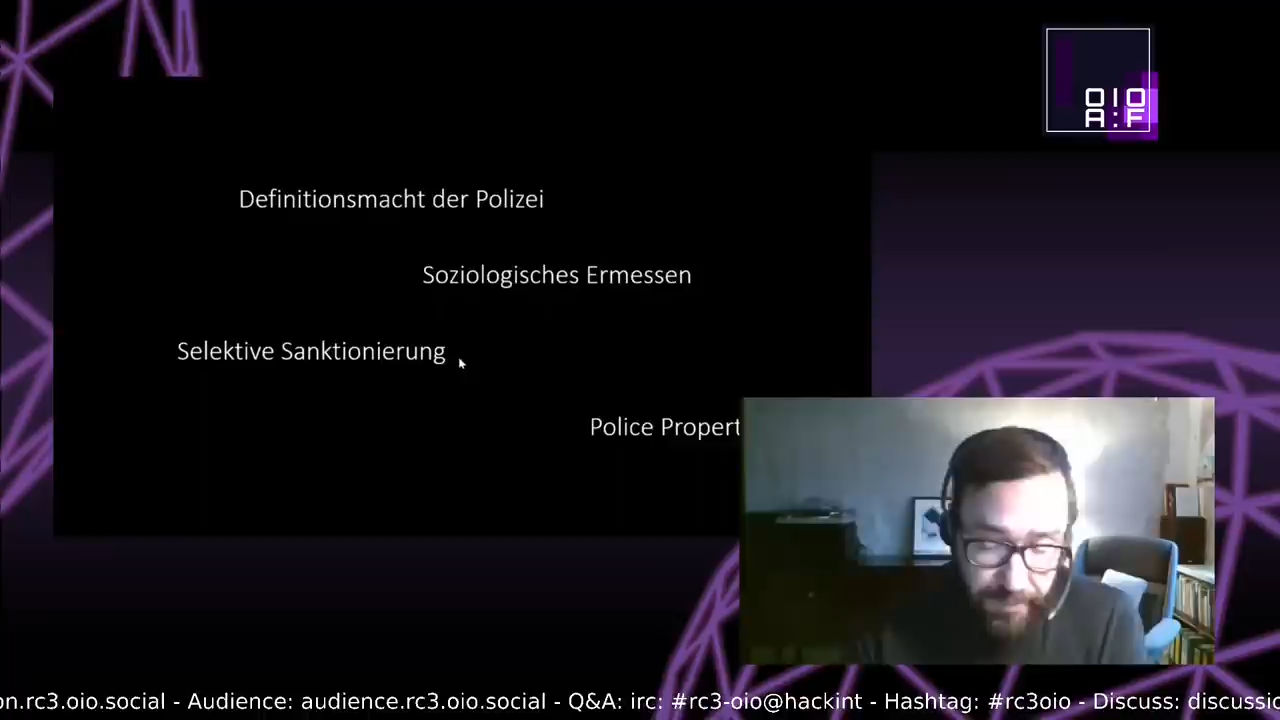 OIO
A:F
Definitionsmacht der Polizei
Soziologisches Ermessen
Selektive Sanktionierung
Police Propert
on.rc3.oio.social - Audience: audience.rc3.oio.social - Q&A: irc: #rc3-oio@hackint - Hashtag: #rc3oio - Discuss: discussic